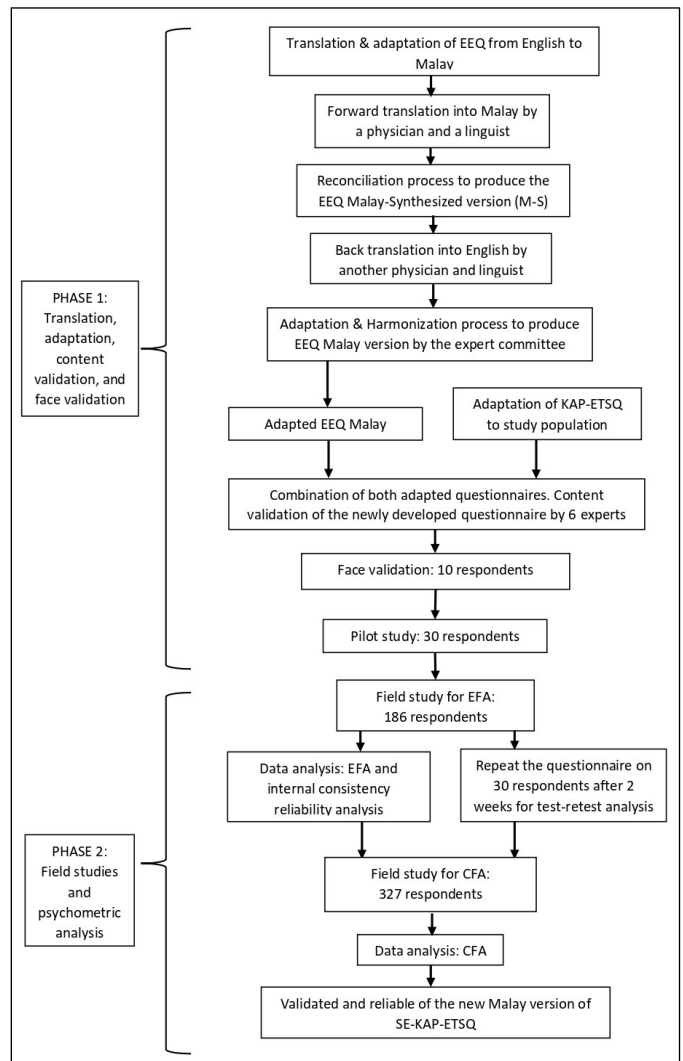 Translation & adaptation of EEQ from English to
Malay
Forward translation into Malay by
a physician and a linguist
Reconciliation process to produce the
EEQ Malay-Synthesized version (M-S)
Back translation into English by
another physician and linguist
PHASE 1:
Translation,
adaptation,
content
validation, and
face validation
Adaptation & Harmonization process to produce
EEQ Malay version by the expert committee
Adapted EEQ Malay
Adaptation of KAP-ETSQ
to study population
Combination of both adapted questionnaires. Content
validation of the newly developed questionnaire by 6 experts
Face validation: 10 respondents
Pilot study: 30 respondents
Field study for EFA:
186 respondents
Data analysis: EFA and
internal consistency
reliability analysis
Repeat the questionnaire on
30 respondents after 2
weeks for test-retest analysis
PHASE 2:
Field studies
and
psychometric
analysis
Field study for CFA:
327 respondents
Data analysis: CFA
Validated and reliable of the new Malay version of
SE-KAP-ETSQ